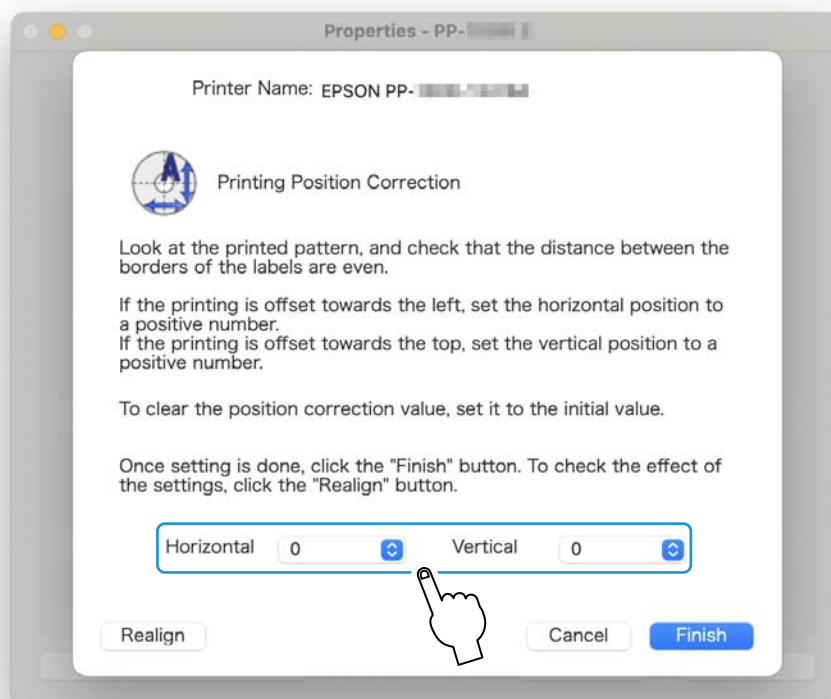 Properties - PP-
Printer Name: EPSON PP-
A
Printing Position Correction
Look at the printed pattern, and check that the distance between the
borders of the labels are even.
If the printing is offset towards the left, set the horizontal position to
a positive number.
If the printing is offset towards the top, set the vertical position to a
positive number.
To clear the position correction value, set it to the initial value.
Once setting is done, click the "Finish" button. To check the effect of
the settings, click the "Realign" button.
Horizontal 0 Vertical 0
Realign Cancel Finish